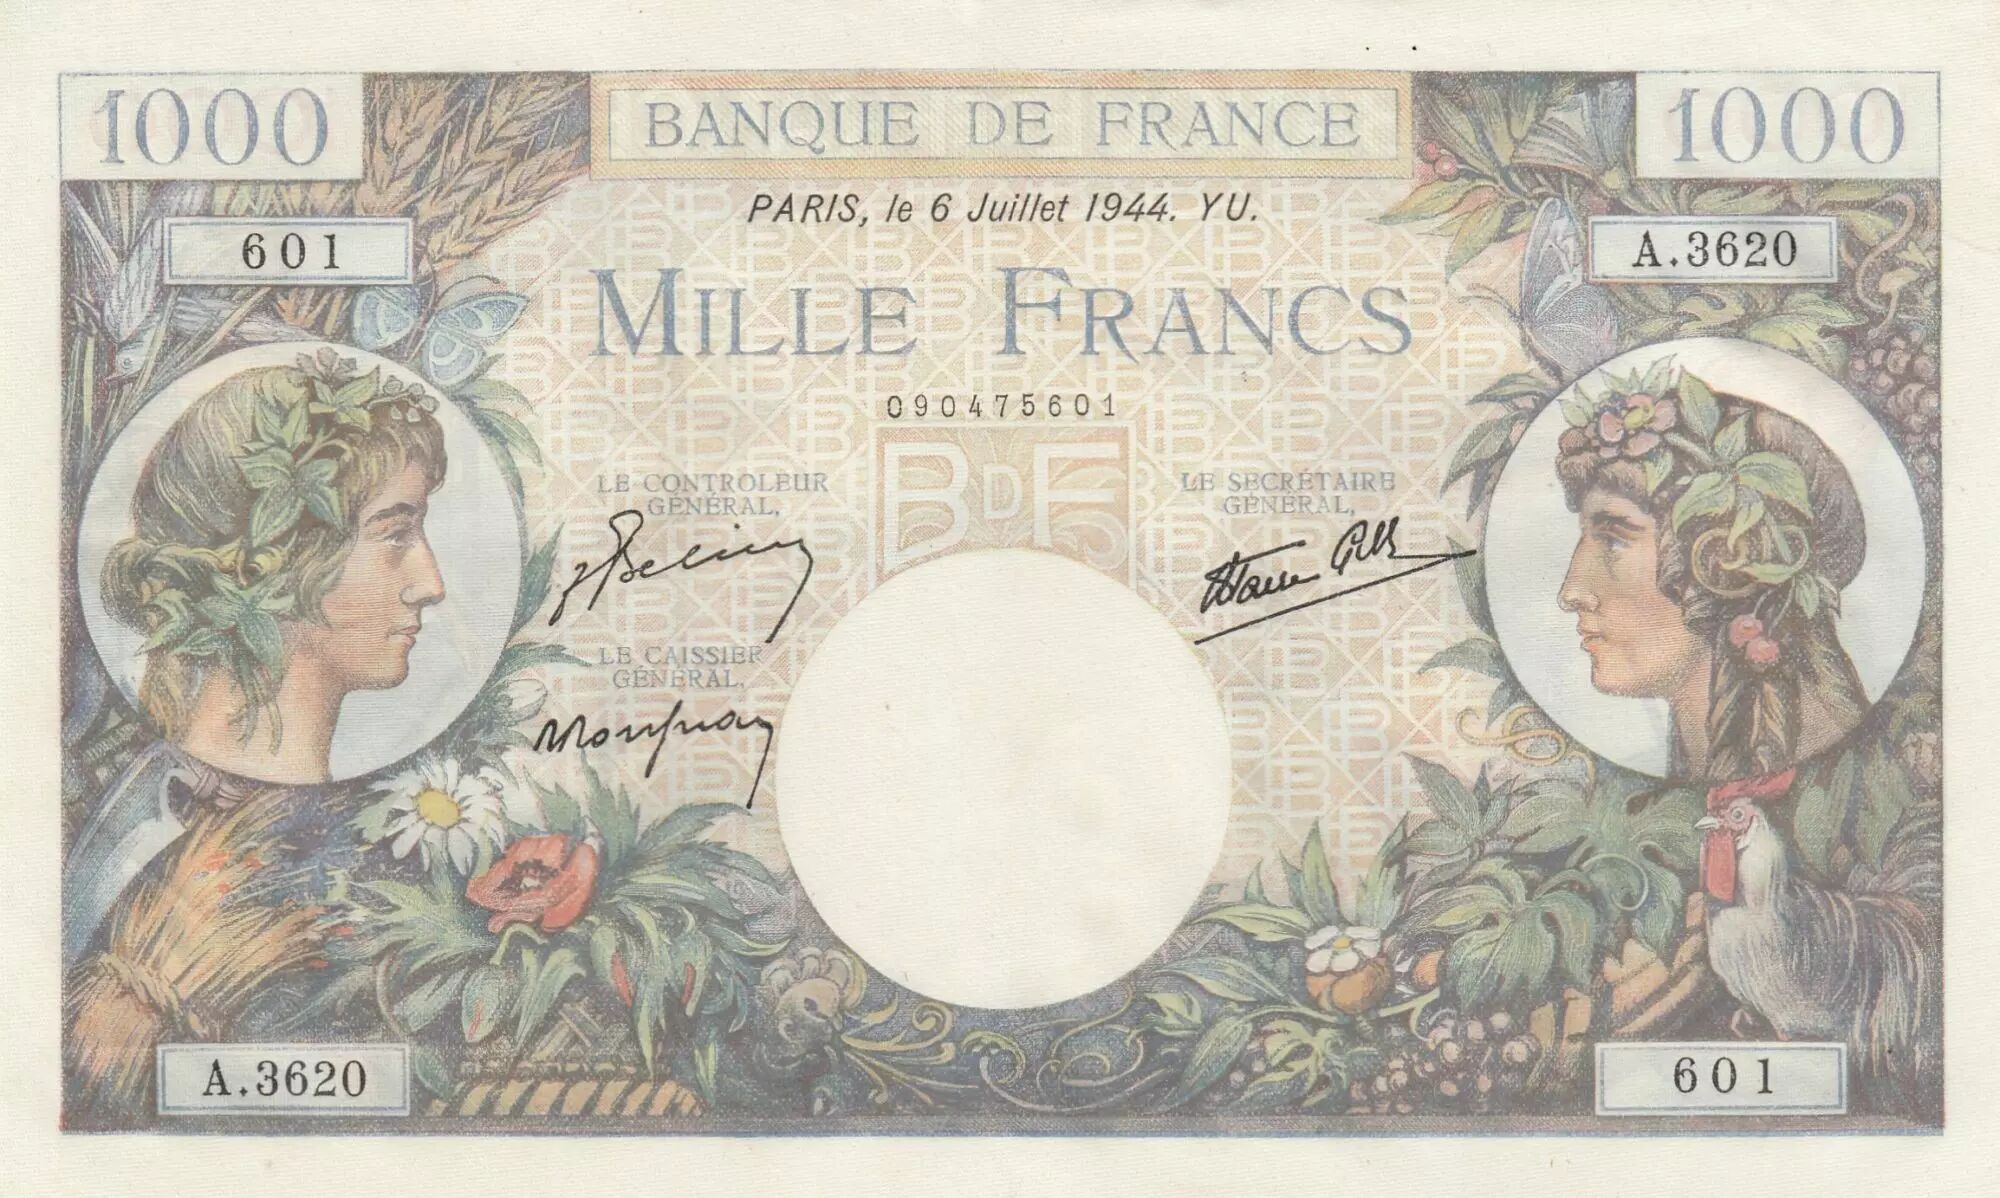 1000
BANQUE DE FRANCE
1000
PARIS, le 6 Juillet 1944. YU.
601
A.3620
MILLE FRANCS
090475601
BDF
LE CONTROLEUR
GÉNÉRAL,
LE SECRÉTAIRE
GÉNÉRAL,
LE CAISSIER
GÉNÉRAL,
A.3620
601